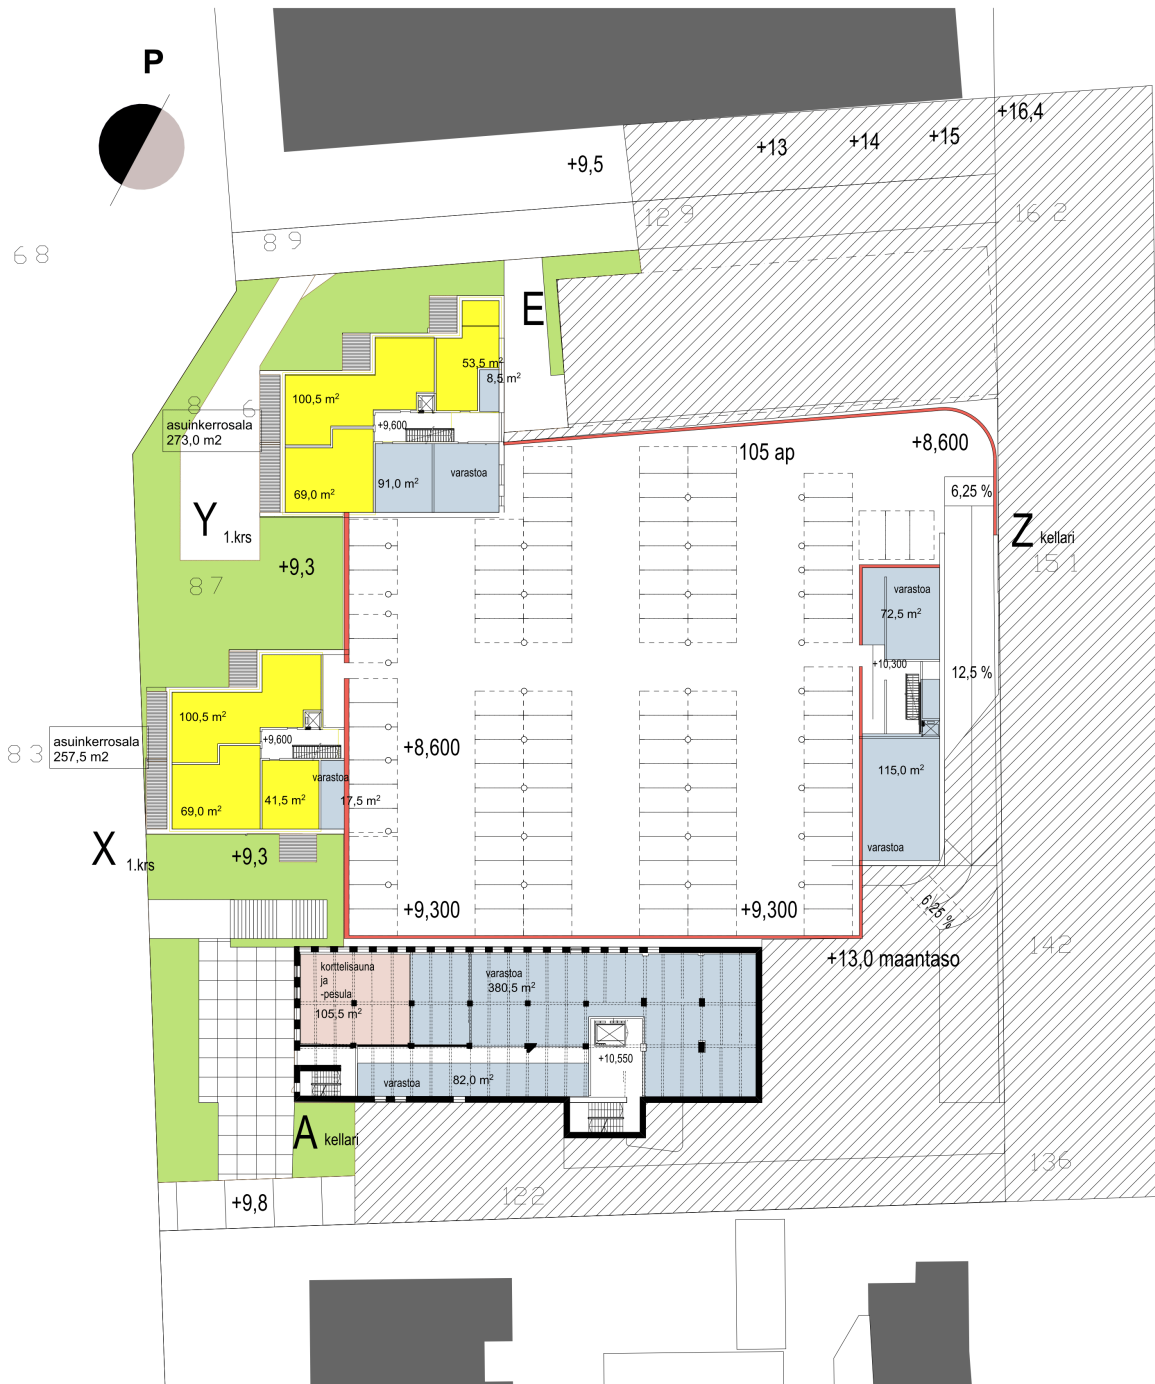 P
+16,4
+15
+14
+13
+9,5
129
162
89
68
E
53,5 m²
8,5 m²
100,5 m²
8 6
asuinkerrosala
273,0 m2
+9,600
105 ap
+8,600
91,0 m²
varastoa
69,0 m²
6,25 %
Y 1.krs
Z kellari
151
+9,3
87
varastoa
72,5 m²
+10,300
12,5 %
100,5 m²
asuinkerrosala
257,5 m2
83
+9,600
+8,600
varastoa
17,5 m²
41,5 m²
69,0 m²
115,0 m²
varastoa
X 1.krs
+9,3
+9,300
+9,300
6,25 %
42
+13,0 maantaso
korttelisauna
ja
-pesula
105,5 m²
varastoa
380,5 m²
+10,550
varastoa
82,0 m²
A kellari
136
122
+9,8